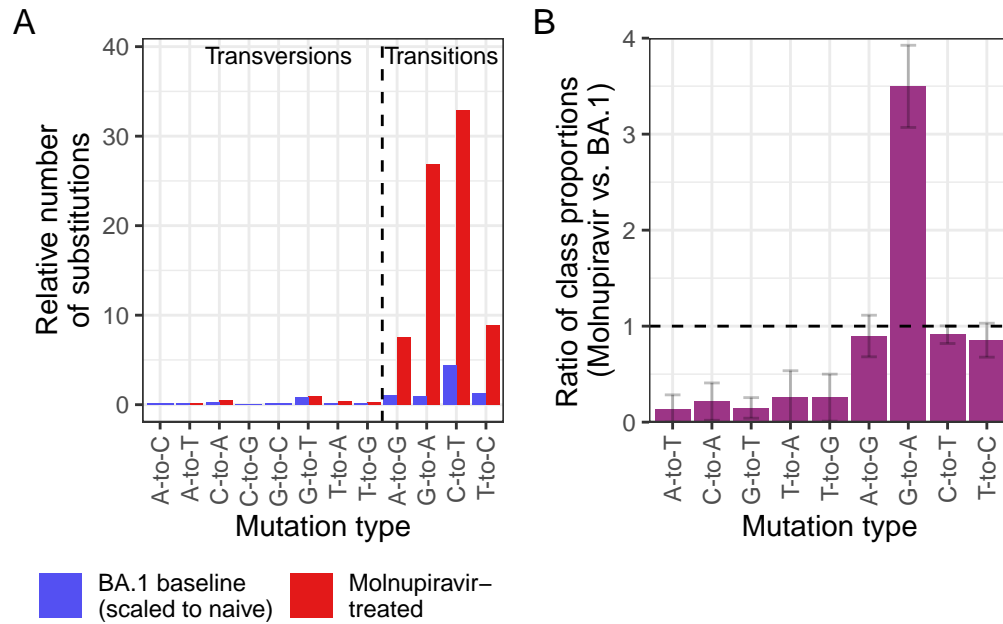 A
Relative number
of substitutions
40
30
20
10
0
Transversions
Transitions
A-to-C
A-to-T
C-to-A
C-to-G
G-to-C
G-to-T
T-to-A
T-to-G
A-to-G
G-to-A
C-to-T
T-to-C
Mutation type
BA.1 baseline
(scaled to naive)
Molnupiravir−
treated
B
Ratio of class proportions
(Molnupiravir vs. BA.1)
4
3
2
1
0
A-to-T
C-to-A
G-to-T
T-to-A
T-to-G
A-to-G
G-to-A
C-to-T
T-to-C
Mutation type